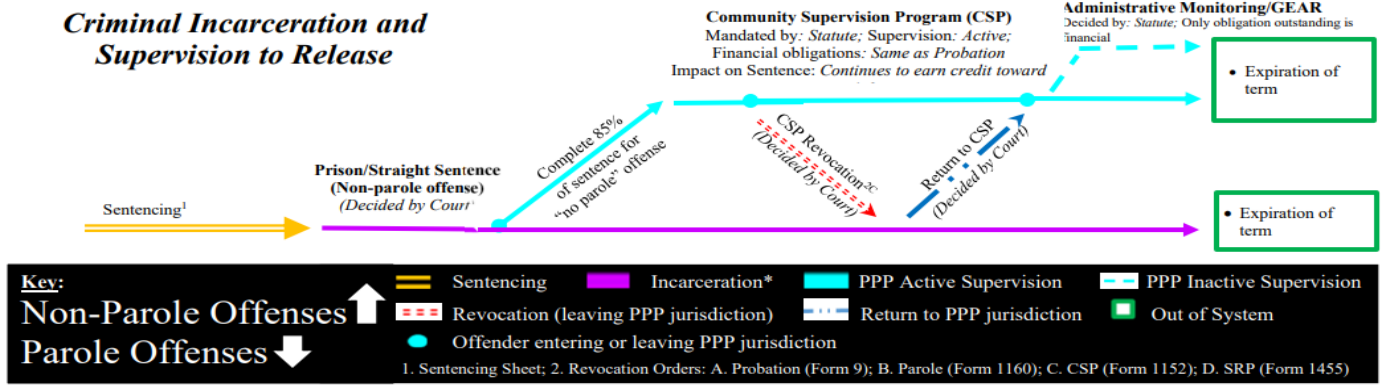 Criminal Incarceration and
Supervision to Release
Community Supervision Program (CSP)
Mandated by: Statute; Supervision: Active;
Financial obligations: Same as Probation
Impact on Sentence: Continues to earn credit toward
Administrative Monitoring/GEAR
Decided by: Statute; Only obligation outstanding is
financial
• Expiration of
term
Complete 85%
of sentence for
“no parole” offense
CSP Revocation2C
(Decided by Court)
Return to CSP
(Decided by Court)
Prison/Straight Sentence
(Non-parole offense)
(Decided by Court
Sentencing1
• Expiration of
term
Key:
Non-Parole Offenses
Parole Offenses
Sentencing
Incarceration*
PPP Active Supervision
PPP Inactive Supervision
Revocation (leaving PPP jurisdiction)
Return to PPP jurisdiction
Out of System
Offender entering or leaving PPP jurisdiction
1. Sentencing Sheet; 2. Revocation Orders: A. Probation (Form 9); B. Parole (Form 1160); C. CSP (Form 1152); D. SRP (Form 1455)